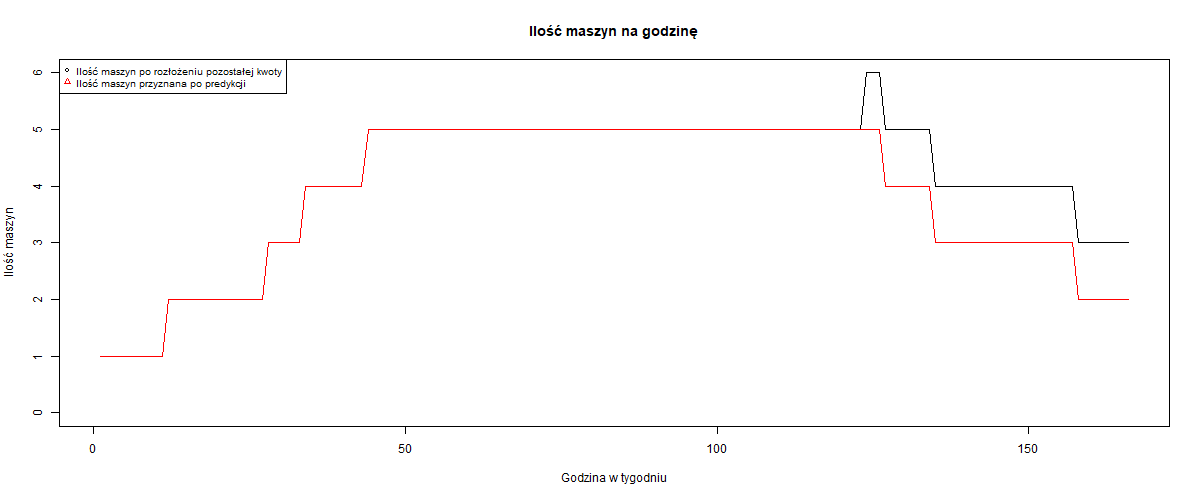 Ilość maszyn na godzinę
Ilość maszyn po rozłożeniu pozostałej kwoty
Ilość maszyn przyznana po predykcji
Ilość maszyn
6
5
4
3
2
1
0
0 50 100 150
Godzina w tygodniu